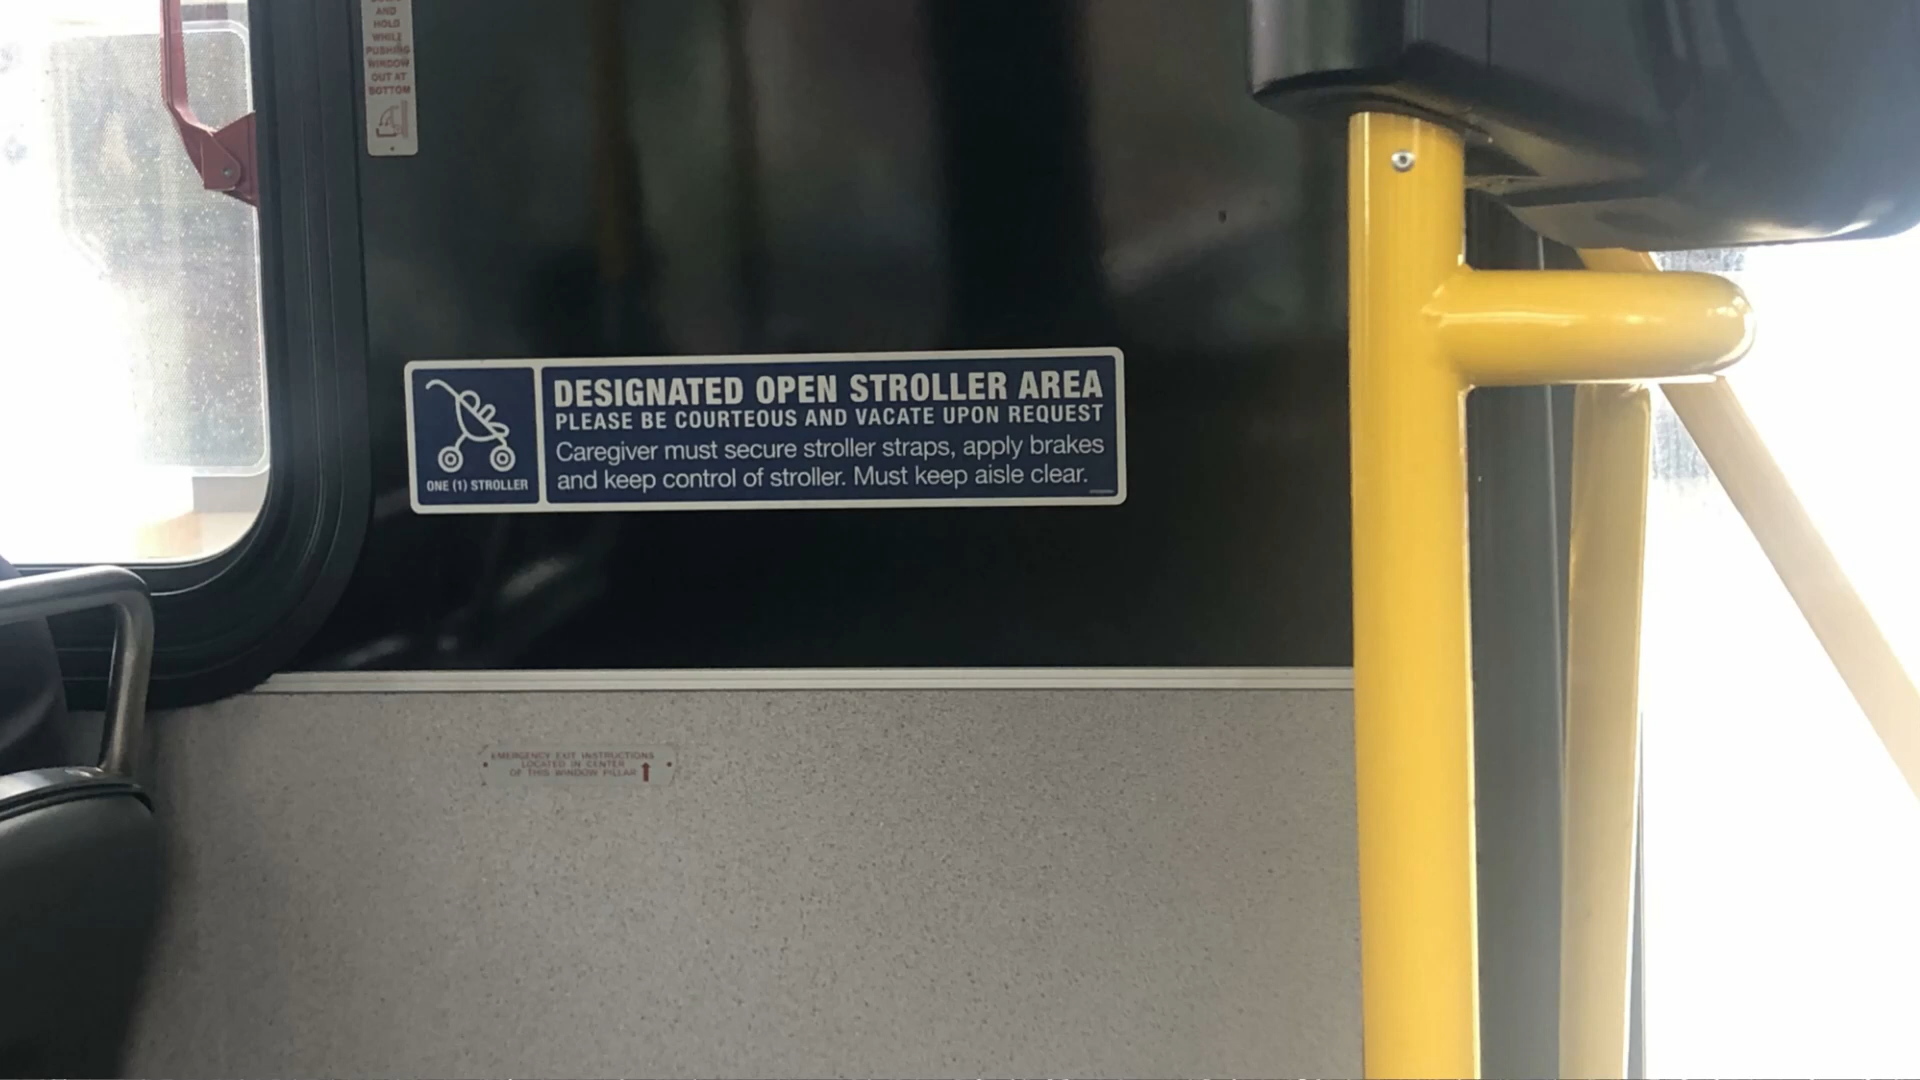 AND
HOLD
WHILE
PUSHING
WINDOW
OUT AT
BOTTOM
DESIGNATED OPEN STROLLER AREA
PLEASE BE COURTEOUS AND VACATE UPON REQUEST
Caregiver must secure stroller straps, apply brakes
and keep control of stroller. Must keep aisle clear.
ONE (1) STROLLER
EMERGENCY EXIT INSTRUCTIONS
LOCATED IN CENTER
OF THIS WINDOW PILLAR